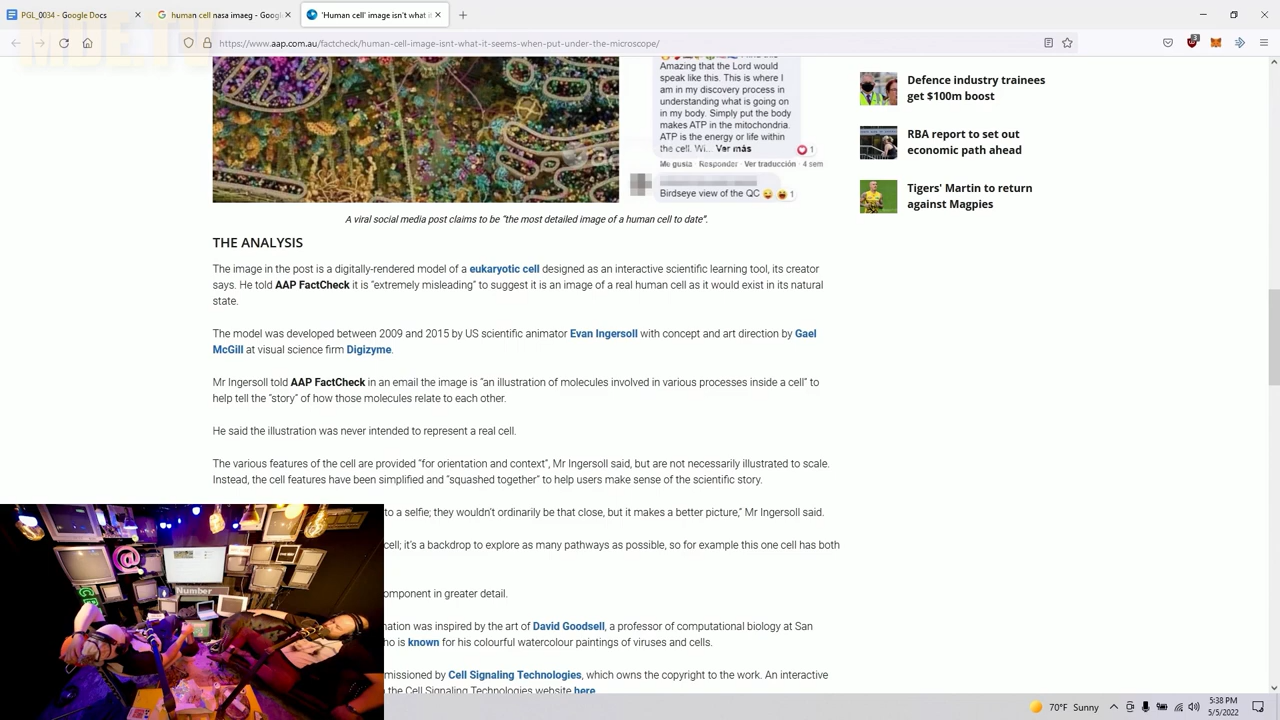 PGL_0034 - Google Docs
human cell nasa imaeg - Google
'Human cell' image isn't what it
https://www.aap.com.au/factcheck/human-cell-image-isnt-what-it-seems-when-put-under-the-microscope/
Amazing that the Lord would
speak like this. This is where I
am in my discovery process in
understanding what is going on
in my body. Simply put the body
makes ATP in the mitochondria.
ATP is the energy or life within
the cell. Wi... Ver más
1
Me gusta Responder Ver traducción 4 sem
Birdseye view of the QC
1
Defence industry trainees
get $100m boost
RBA report to set out
economic path ahead
Tigers' Martin to return
against Magpies
A viral social media post claims to be "the most detailed image of a human cell to date".
THE ANALYSIS
The image in the post is a digitally-rendered model of a eukaryotic cell designed as an interactive scientific learning tool, its creator
says. He told AAP FactCheck it is "extremely misleading" to suggest it is an image of a real human cell as it would exist in its natural
state.
The model was developed between 2009 and 2015 by US scientific animator Evan Ingersoll with concept and art direction by Gael
McGill at visual science firm Digizyme.
Mr Ingersoll told AAP FactCheck in an email the image is "an illustration of molecules involved in various processes inside a cell" to
help tell the "story" of how those molecules relate to each other.
He said the illustration was never intended to represent a real cell.
The various features of the cell are provided "for orientation and context", Mr Ingersoll said, but are not necessarily illustrated to scale.
Instead, the cell features have been simplified and "squashed together" to help users make sense of the scientific story.
to a selfie; they wouldn't ordinarily be that close, but it makes a better picture," Mr Ingersoll said.
cell; it's a backdrop to explore as many pathways as possible, so for example this one cell has both
omponent in greater detail.
nation was inspired by the art of David Goodsell, a professor of computational biology at San
ho is known for his colourful watercolour paintings of viruses and cells.
missioned by Cell Signaling Technologies, which owns the copyright to the work. An interactive
the Cell Signaling Technologies website here
@
Number
70°F Sunny
5:38 PM
5/5/2022